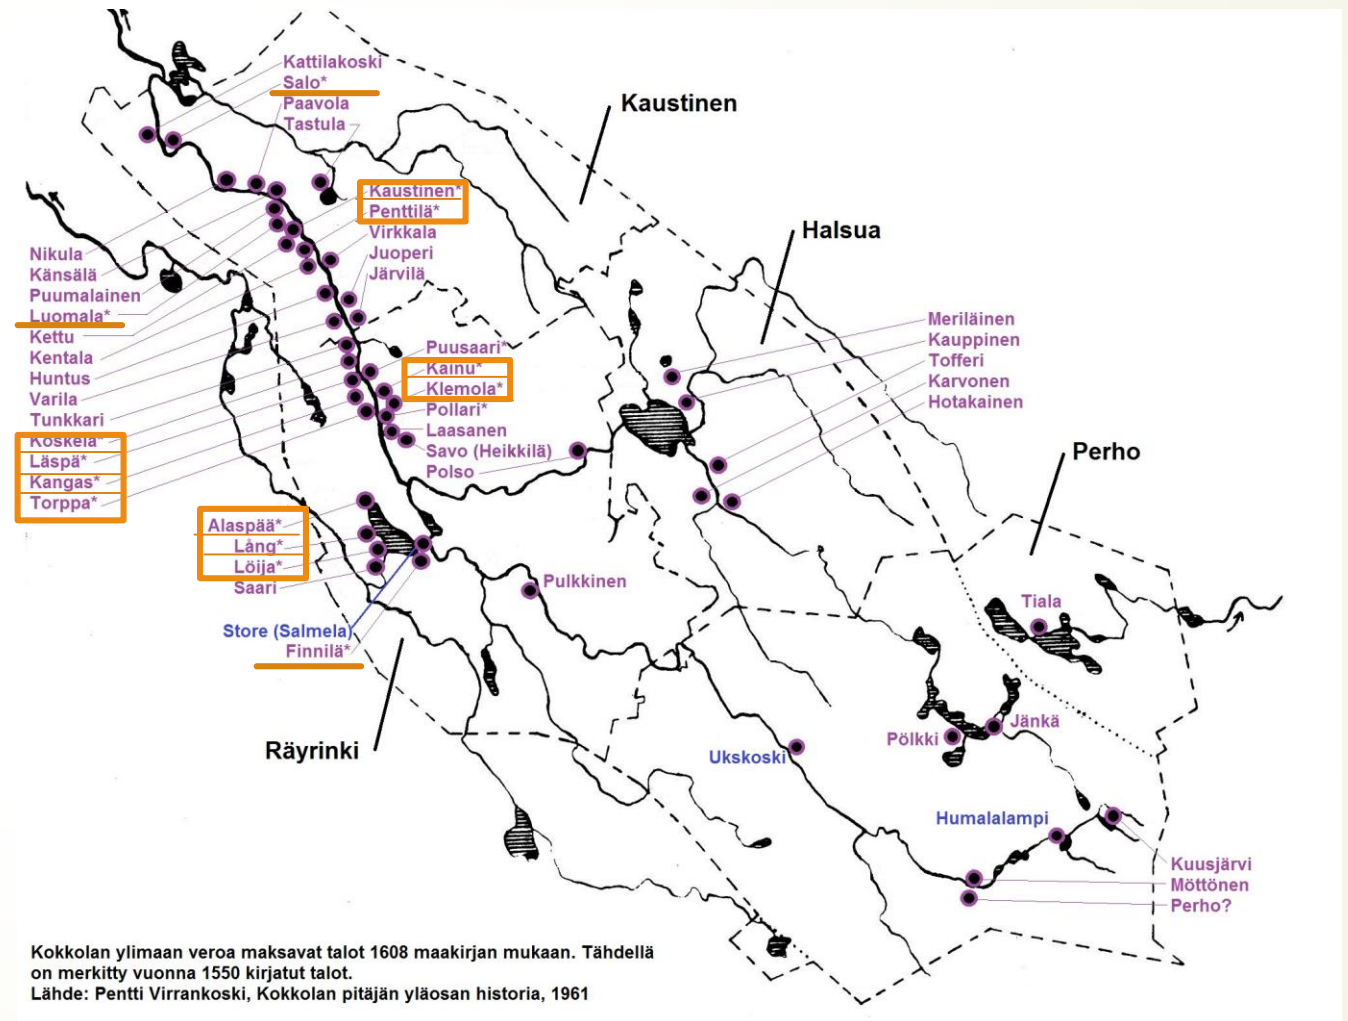 Kattilakoski
Salo*
Paavola
Tastula
Kaustinen
Kaustinen*
Penttilä*
Virkkala
Juoperi
Järvilä
Halsua
Nikula
Känsälä
Puumalainen
Luomala*
Kettu
Kentala
Huntus
Varila
Tunkkari
Koskela*
Läspä*
Kangas*
Torppa*
Puusaari*
Kainu*
Klemola*
Pollari*
Laasanen
Savo (Heikkilä)
Polso
Meriläinen
Kauppinen
Tofferi
Karvonen
Hotakainen
Perho
Alaspää*
Lång*
Löija*
Saari
Store (Salmela)
Finnilä*
Pulkkinen
Tiala
Räyrinki
Jänkä
Pölkki
Ukskoski
Humalalampi
Kuusjärvi
Möttönen
Perho?
Kokkolan ylimaan veroa maksavat talot 1608 maakirjan mukaan. Tähdellä
on merkitty vuonna 1550 kirjatut talot.
Lähde: Pentti Virrankoski, Kokkolan pitäjän yläosan historia, 1961